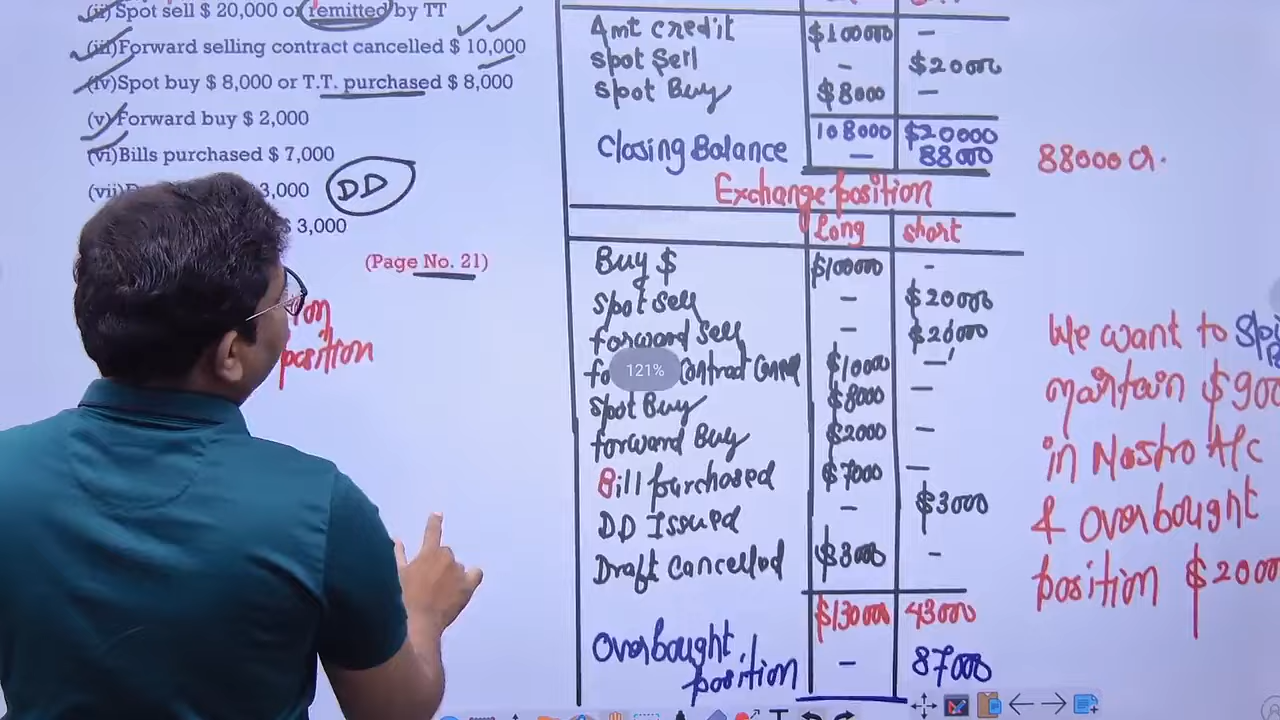 (ii) Spot sell $ 20,000 or remitted by TT
(iii) Forward selling contract cancelled $ 10,000
(iv) Spot buy $ 8,000 or T.T. purchased $ 8,000
(v) Forward buy $ 2,000
(vi) Bills purchased $ 7,000
(vii) 3,000 DD
$ 3,000
(Page No. 21)
position
Amt credit $100000 -
Spot Sell - $20000
Spot Buy $8000 -
108000 $20000
Closing Balance - 88000
88000 Cr.
Exchange position
Long Short
Buy $ $100000 -
Spot Sell - $20000
forward Sell - $20000
Contract $10000 -
121%
Spot Buy $8000 -
forward Buy $2000 -
Bill purchased $7000 -
DD Issued - $3000
Draft Cancelled $3000 -
$130000 43000
Overbought position - 87000
We want to
maintain $900
in Nostro A/c
& overbought
position $2000